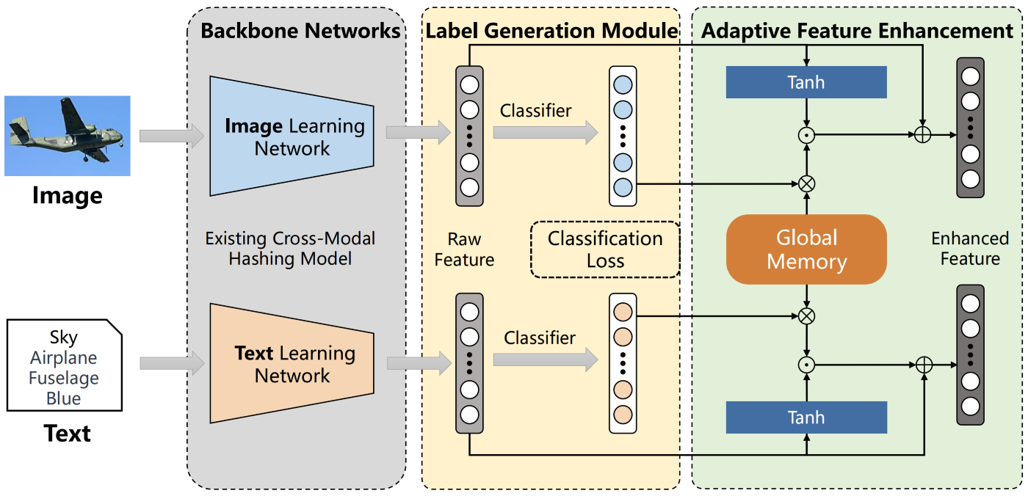 Backbone Networks
Label Generation Module
Adaptive Feature Enhancement
Image
Image Learning
Network
Classifier
Tanh
Existing Cross-Modal
Hashing Model
Raw
Feature
Classification
Loss
Global
Memory
Enhanced
Feature
Sky
Airplane
Fuselage
Blue
Text
Text Learning
Network
Classifier
Tanh